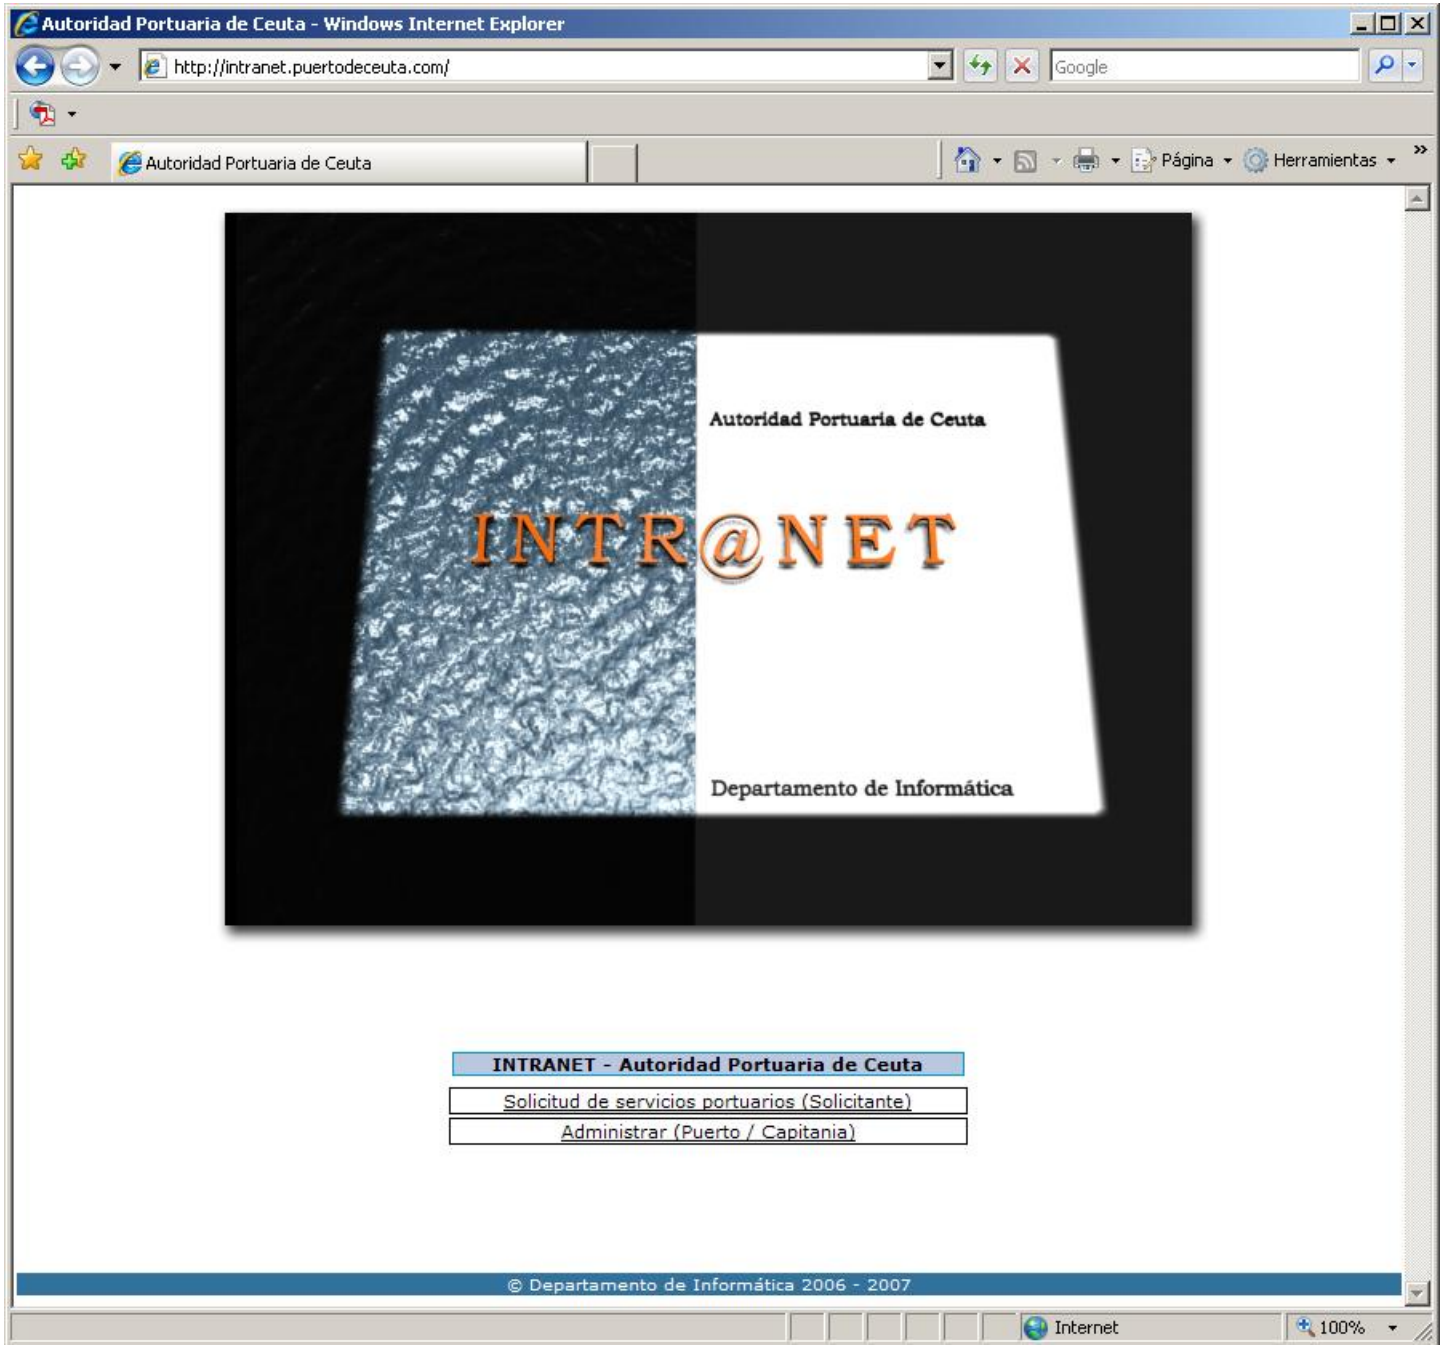 Autoridad Portuaria de Ceuta - Windows Internet Explorer
http://intranet.puertodeceuta.com/
Google
Autoridad Portuaria de Ceuta
Página
Herramientas
»
Autoridad Portuaria de Ceuta
INTR@NET
Departamento de Informática
INTRANET - Autoridad Portuaria de Ceuta
Solicitud de servicios portuarios (Solicitante)
Administrar (Puerto / Capitania)
© Departamento de Informática 2006 - 2007
Internet
100%